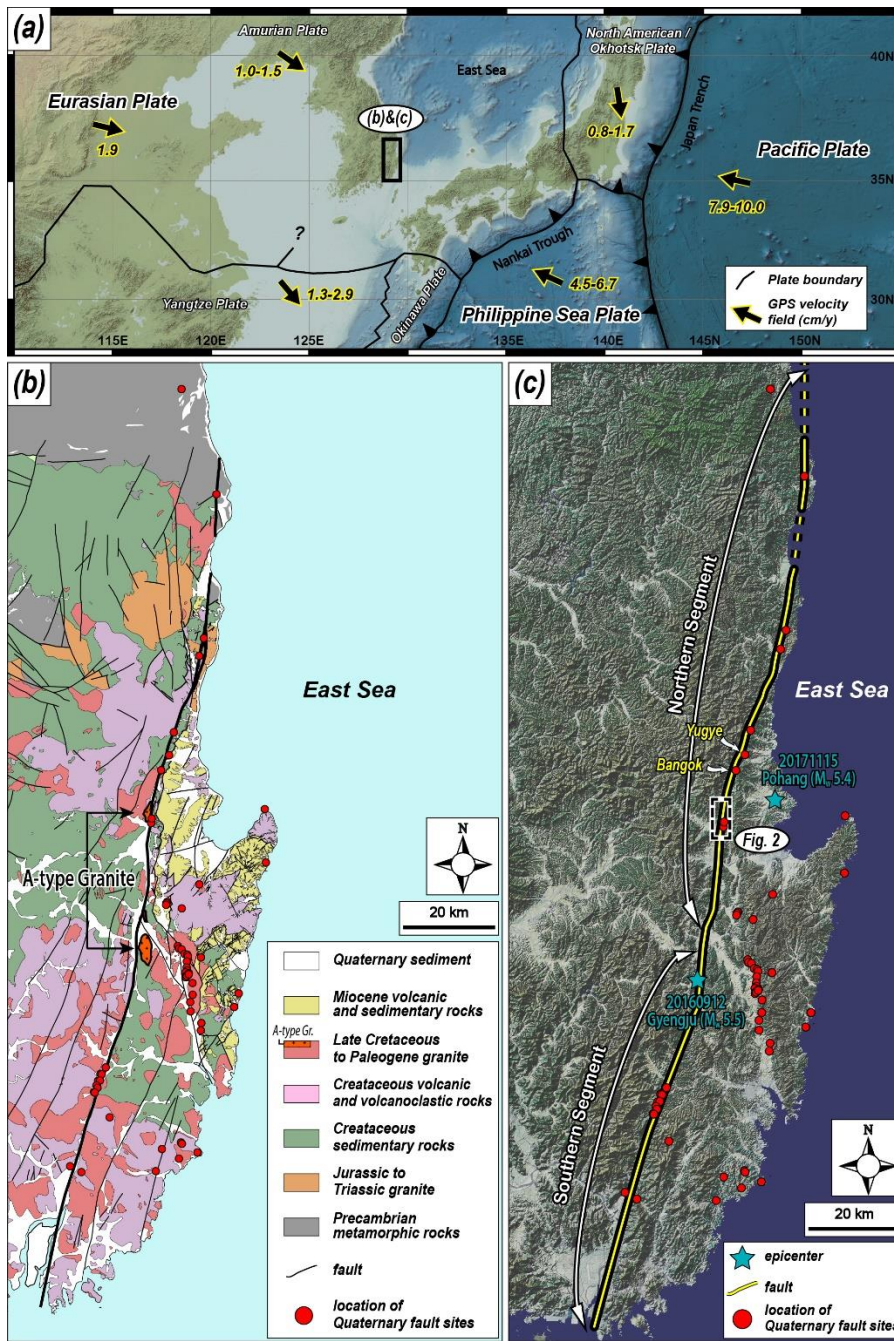 (a)
Amurian Plate
1.0-1.5
North American /
Okhotsk Plate
40N
East Sea
Eurasian Plate
1.9
(b)&(c)
0.8-1.7
Japan Trench
Pacific Plate
35N
7.9-10.0
?
Nankai Trough
Okinawa Plate
Yangtze Plate
1.3-2.9
4.5-6.7
Philippine Sea Plate
30N
Plate boundary
GPS velocity
field (cm/y)
115E
120E
125E
130E
135E
140E
145E
150E
(b)
East Sea
A-type Granite
N
20 km
Quaternary sediment
Miocene volcanic
and sedimentary rocks
A-type Gr.
Late Cretaceous
to Paleogene granite
Creataceous volcanic
and volcanoclastic rocks
Creataceous
sedimentary rocks
Jurassic to
Triassic granite
Precambrian
metamorphic rocks
fault
location of
Quaternary fault sites
(c)
Northern Segment
East Sea
Yugye
Bangok
20171115
Pohang (Mw 5.4)
Fig. 2
20160912
Gyengju (Mw 5.5)
Southern Segment
N
20 km
epicenter
fault
location of
Quaternary fault sites